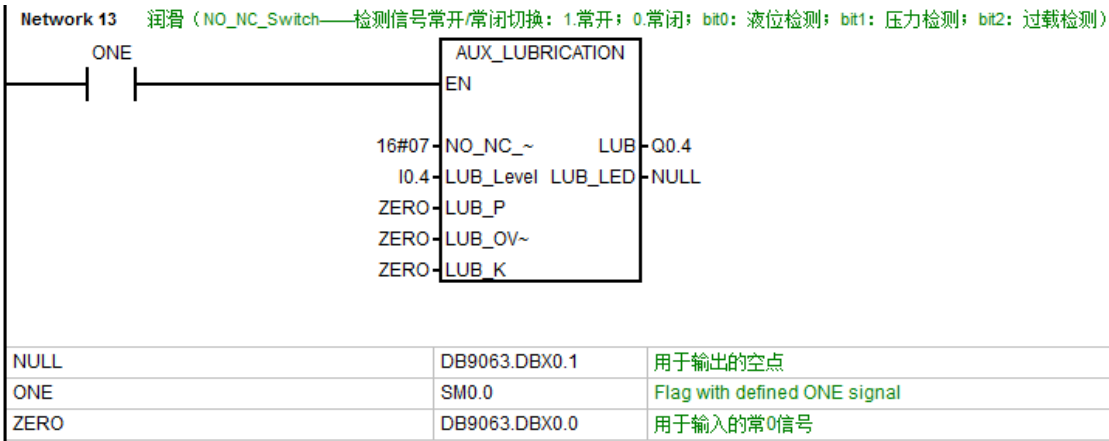 Network 13 润滑（NO_NC_Switch——检测信号常开/常闭切换：1.常开；0.常闭；bit0：液位检测；bit1：压力检测；bit2：过载检测）
ONE
AUX_LUBRICATION
EN
16#07 NO_NC_~ LUB Q0.4
I0.4 LUB_Level LUB_LED NULL
ZERO LUB_P
ZERO LUB_OV~
ZERO LUB_K
NULL DB9063.DBX0.1 用于输出的空点
ONE SM0.0 Flag with defined ONE signal
ZERO DB9063.DBX0.0 用于输入的常0信号